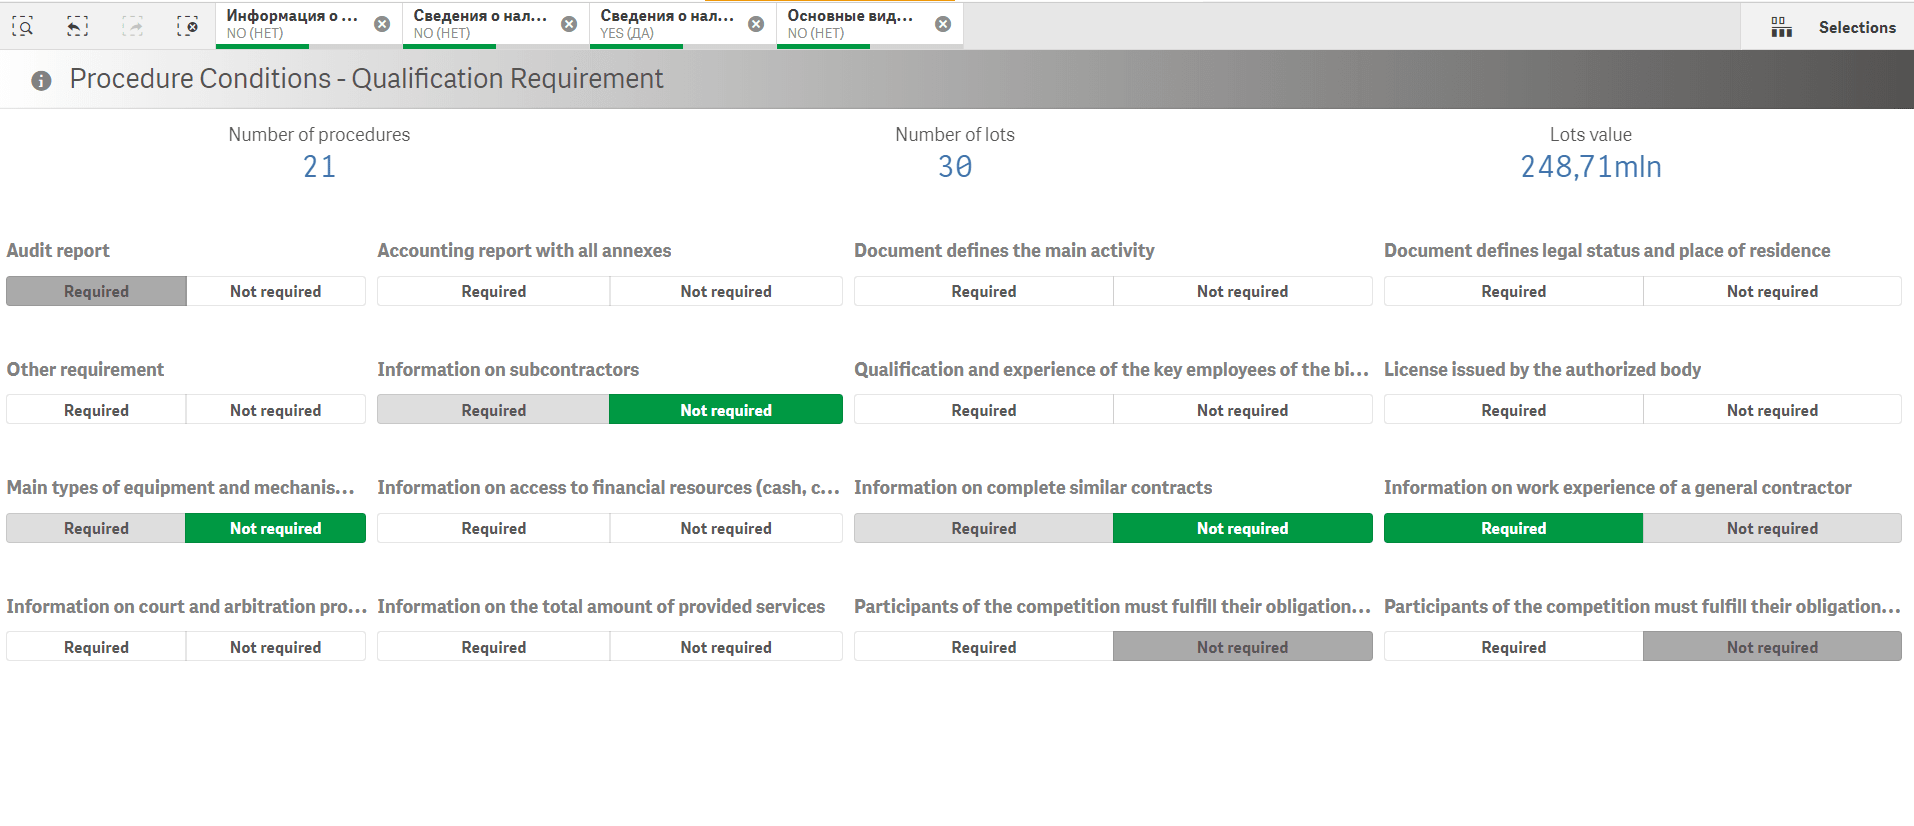 Информация о ...
NO (НЕТ)
Сведения о нал...
NO (НЕТ)
Сведения о нал...
YES (ДА)
Основные вид...
NO (НЕТ)
Selections
Procedure Conditions - Qualification Requirement
Number of procedures
21
Number of lots
30
Lots value
248,71mln
Audit report
Required Not required
Accounting report with all annexes
Required Not required
Document defines the main activity
Required Not required
Document defines legal status and place of residence
Required Not required
Other requirement
Required Not required
Information on subcontractors
Required Not required
Qualification and experience of the key employees of the bi...
Required Not required
License issued by the authorized body
Required Not required
Main types of equipment and mechanis...
Required Not required
Information on access to financial resources (cash, c...
Required Not required
Information on complete similar contracts
Required Not required
Information on work experience of a general contractor
Required Not required
Information on court and arbitration pro...
Required Not required
Information on the total amount of provided services
Required Not required
Participants of the competition must fulfill their obligation...
Required Not required
Participants of the competition must fulfill their obligation...
Required Not required